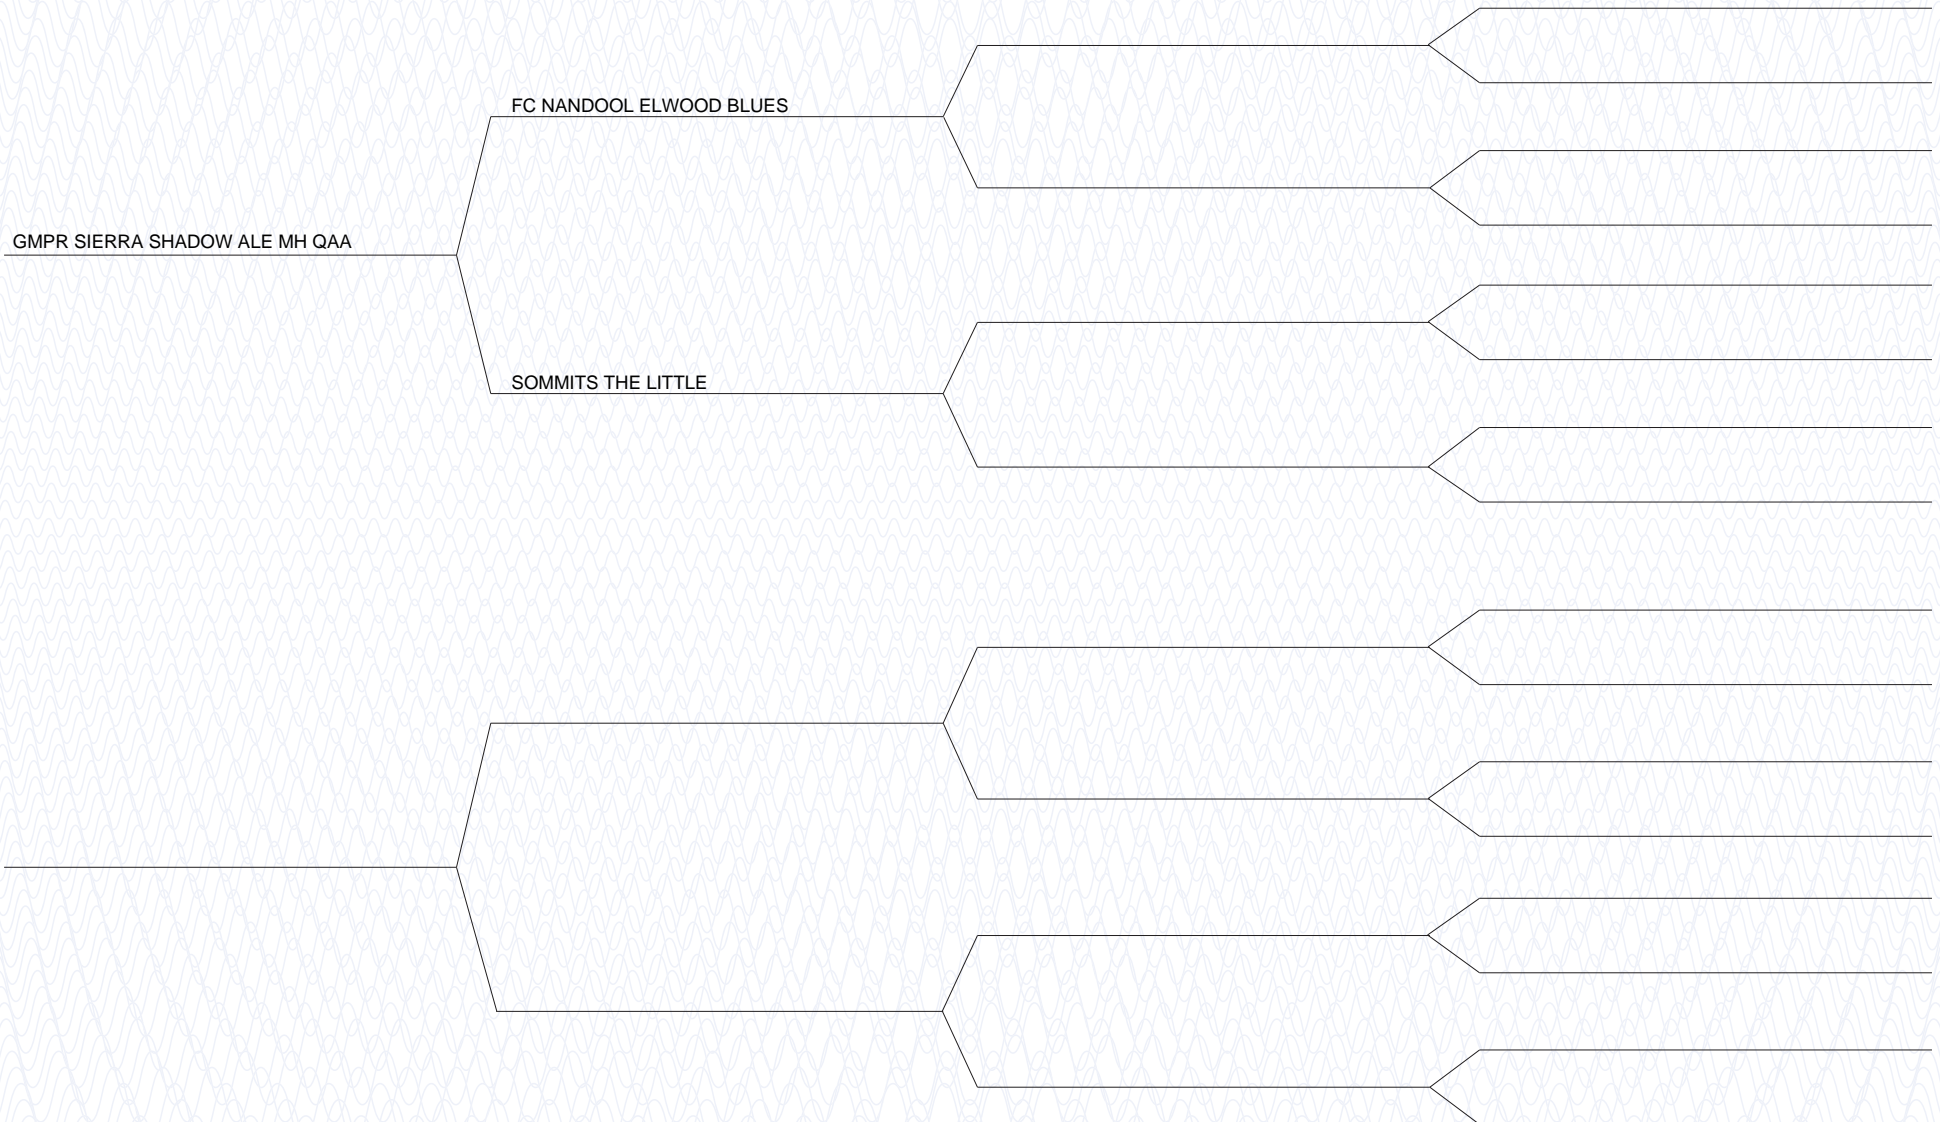 FC NANDOOL ELWOOD BLUES
GMPR SIERRA SHADOW ALE MH QAA
SOMMITS THE LITTLE